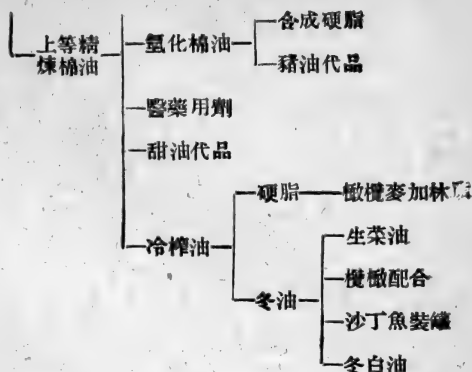 上等精
煉棉油
氫化棉油
合成硬脂
豬油代品
醫藥用劑
甜油代品
冷榨油
硬脂
橄欖麥加林脂
冬油
生菜油
欖橄配合
沙丁魚裝罐
冬白油